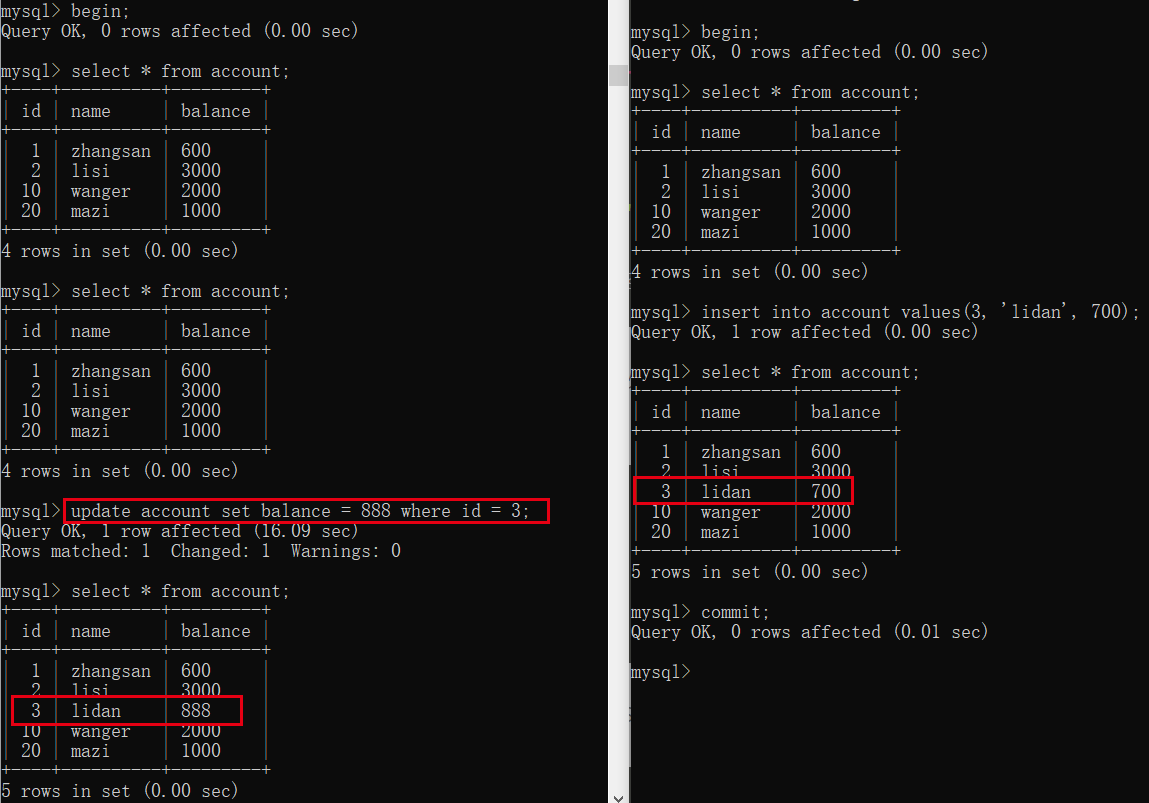 mysql> begin;
Query OK, 0 rows affected (0.00 sec)
mysql> select * from account;
+----+----------+---------+
| id | name     | balance |
+----+----------+---------+
|  1 | zhangsan | 600     |
|  2 | lisi     | 3000    |
| 10 | wanger   | 2000    |
| 20 | mazi     | 1000    |
+----+----------+---------+
4 rows in set (0.00 sec)
mysql> select * from account;
+----+----------+---------+
| id | name     | balance |
+----+----------+---------+
|  1 | zhangsan | 600     |
|  2 | lisi     | 3000    |
| 10 | wanger   | 2000    |
| 20 | mazi     | 1000    |
+----+----------+---------+
4 rows in set (0.00 sec)
mysql> update account set balance = 888 where id = 3;
Query OK, 1 row affected (16.09 sec)
Rows matched: 1  Changed: 1  Warnings: 0
mysql> select * from account;
+----+----------+---------+
| id | name     | balance |
+----+----------+---------+
|  1 | zhangsan | 600     |
|  2 | lisi     | 3000    |
|  3 | lidan    | 888     |
| 10 | wanger   | 2000    |
| 20 | mazi     | 1000    |
+----+----------+---------+
5 rows in set (0.00 sec)
mysql> begin;
Query OK, 0 rows affected (0.00 sec)
mysql> select * from account;
+----+----------+---------+
| id | name     | balance |
+----+----------+---------+
|  1 | zhangsan | 600     |
|  2 | lisi     | 3000    |
| 10 | wanger   | 2000    |
| 20 | mazi     | 1000    |
+----+----------+---------+
4 rows in set (0.00 sec)
mysql> insert into account values(3, 'lidan', 700);
Query OK, 1 row affected (0.00 sec)
mysql> select * from account;
+----+----------+---------+
| id | name     | balance |
+----+----------+---------+
|  1 | zhangsan | 600     |
|  2 | lisi     | 3000    |
|  3 | lidan    | 700     |
| 10 | wanger   | 2000    |
| 20 | mazi     | 1000    |
+----+----------+---------+
5 rows in set (0.00 sec)
mysql> commit;
Query OK, 0 rows affected (0.01 sec)
mysql>